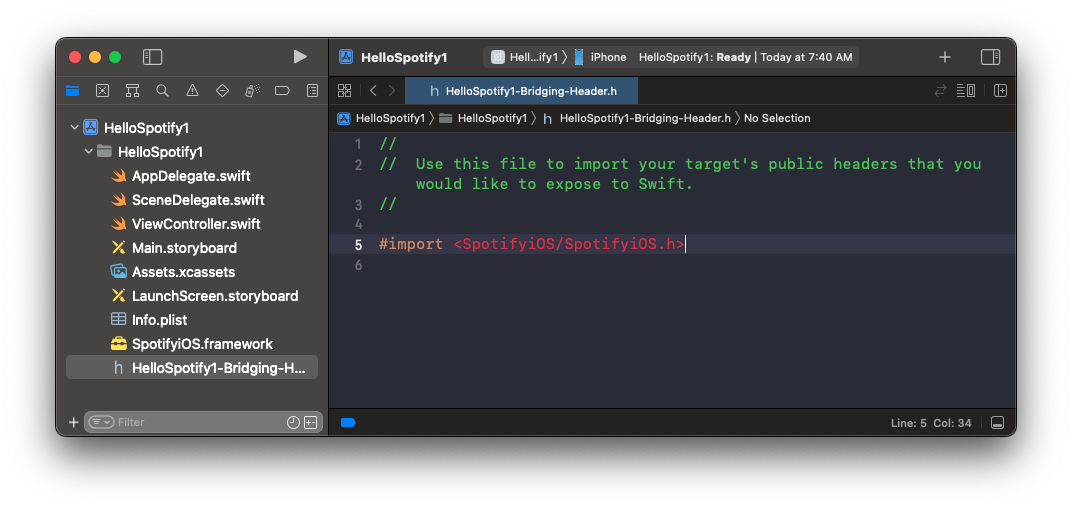 HelloSpotify1
Hell...ify1 〉 iPhone HelloSpotify1: Ready | Today at 7:40 AM
HelloSpotify1-Bridging-Header.h
HelloSpotify1 〉 HelloSpotify1 〉 h HelloSpotify1-Bridging-Header.h 〉 No Selection
HelloSpotify1
HelloSpotify1
AppDelegate.swift
SceneDelegate.swift
ViewController.swift
Main.storyboard
Assets.xcassets
LaunchScreen.storyboard
Info.plist
SpotifyiOS.framework
h HelloSpotify1-Bridging-H...
Filter
1 //
2 //  Use this file to import your target's public headers that you
would like to expose to Swift.
3 //
4
5 #import <SpotifyiOS/SpotifyiOS.h>
6
Line: 5 Col: 34